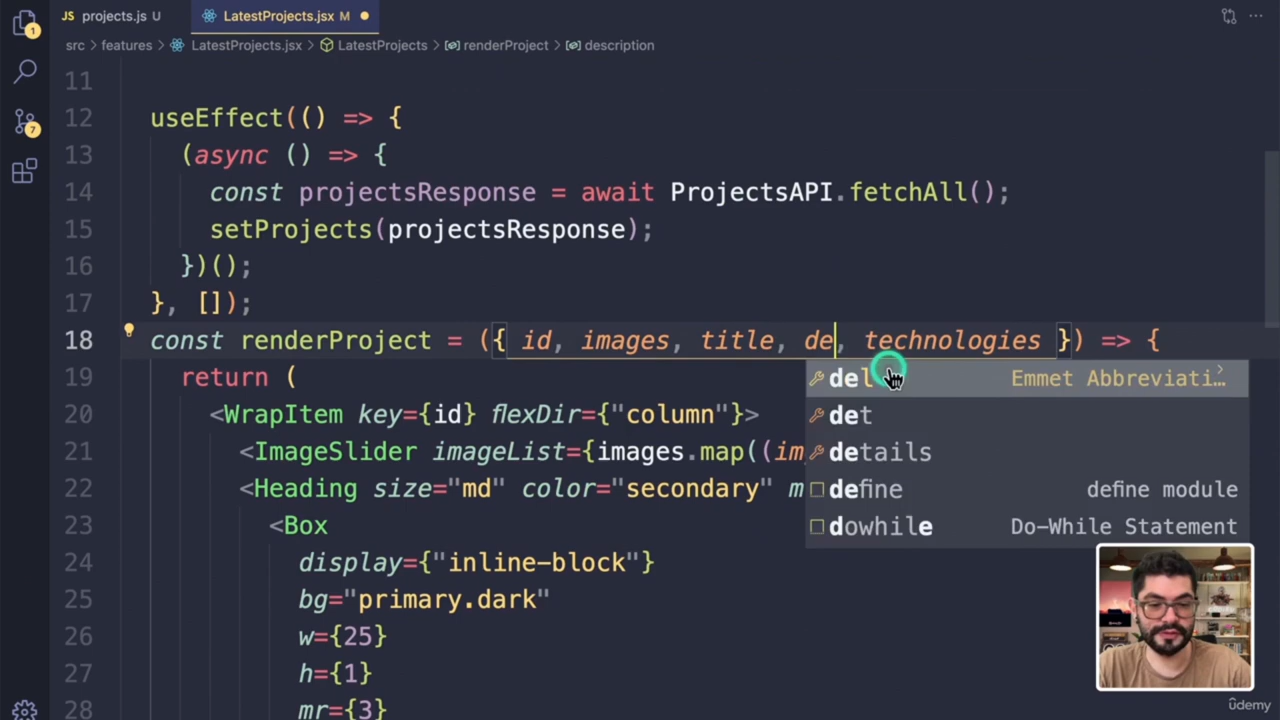 JS projects.js U LatestProjects.jsx M
src > features > LatestProjects.jsx > LatestProjects > renderProject > description
1
7
11
12 useEffect(() => {
13 (async () => {
14 const projectsResponse = await ProjectsAPI.fetchAll();
15 setProjects(projectsResponse);
16 })();
17 }, []);
18 const renderProject = ({ id, images, title, de, technologies }) => {
19 return (
del Emmet Abbreviati…
20 <WrapItem key={id} flexDir={"column"}>
det
21 <ImageSlider imageList={images.map((im
details
22 <Heading size="md" color="secondary" m
define define module
23 <Box
dowhile Do-While Statement
24 display={"inline-block"}
25 bg="primary.dark"
26 w={25}
27 h={1}
28 mr={3}
ûdemy